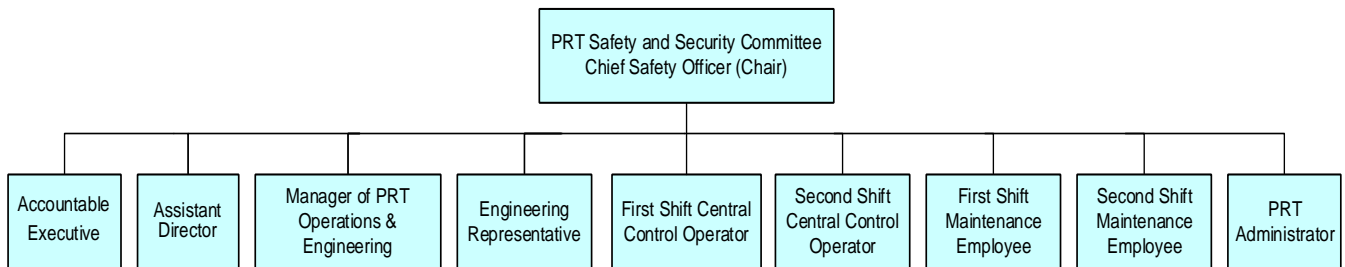 PRT Safety and Security Committee
Chief Safety Officer (Chair)
Accountable
Executive
Assistant
Director
Manager of PRT
Operations &
Engineering
Engineering
Representative
First Shift Central
Control Operator
Second Shift
Central Control
Operator
First Shift
Maintenance
Employee
Second Shift
Maintenance
Employee
PRT
Administrator